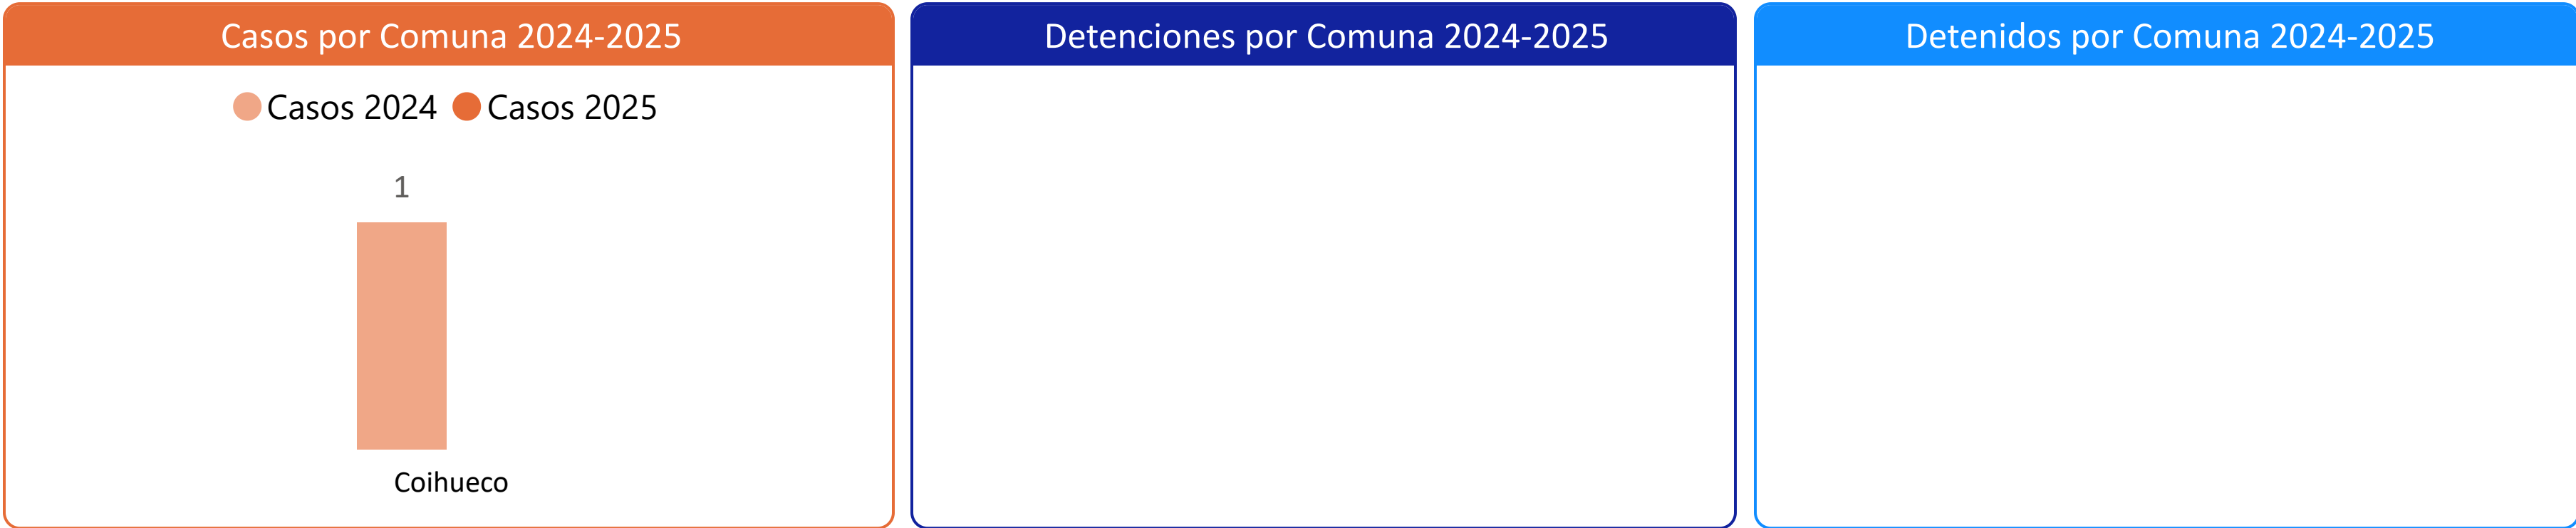 Casos por Comuna 2024-2025
Casos 2024 Casos 2025
1
Coihueco
Detenciones por Comuna 2024-2025
Detenidos por Comuna 2024-2025